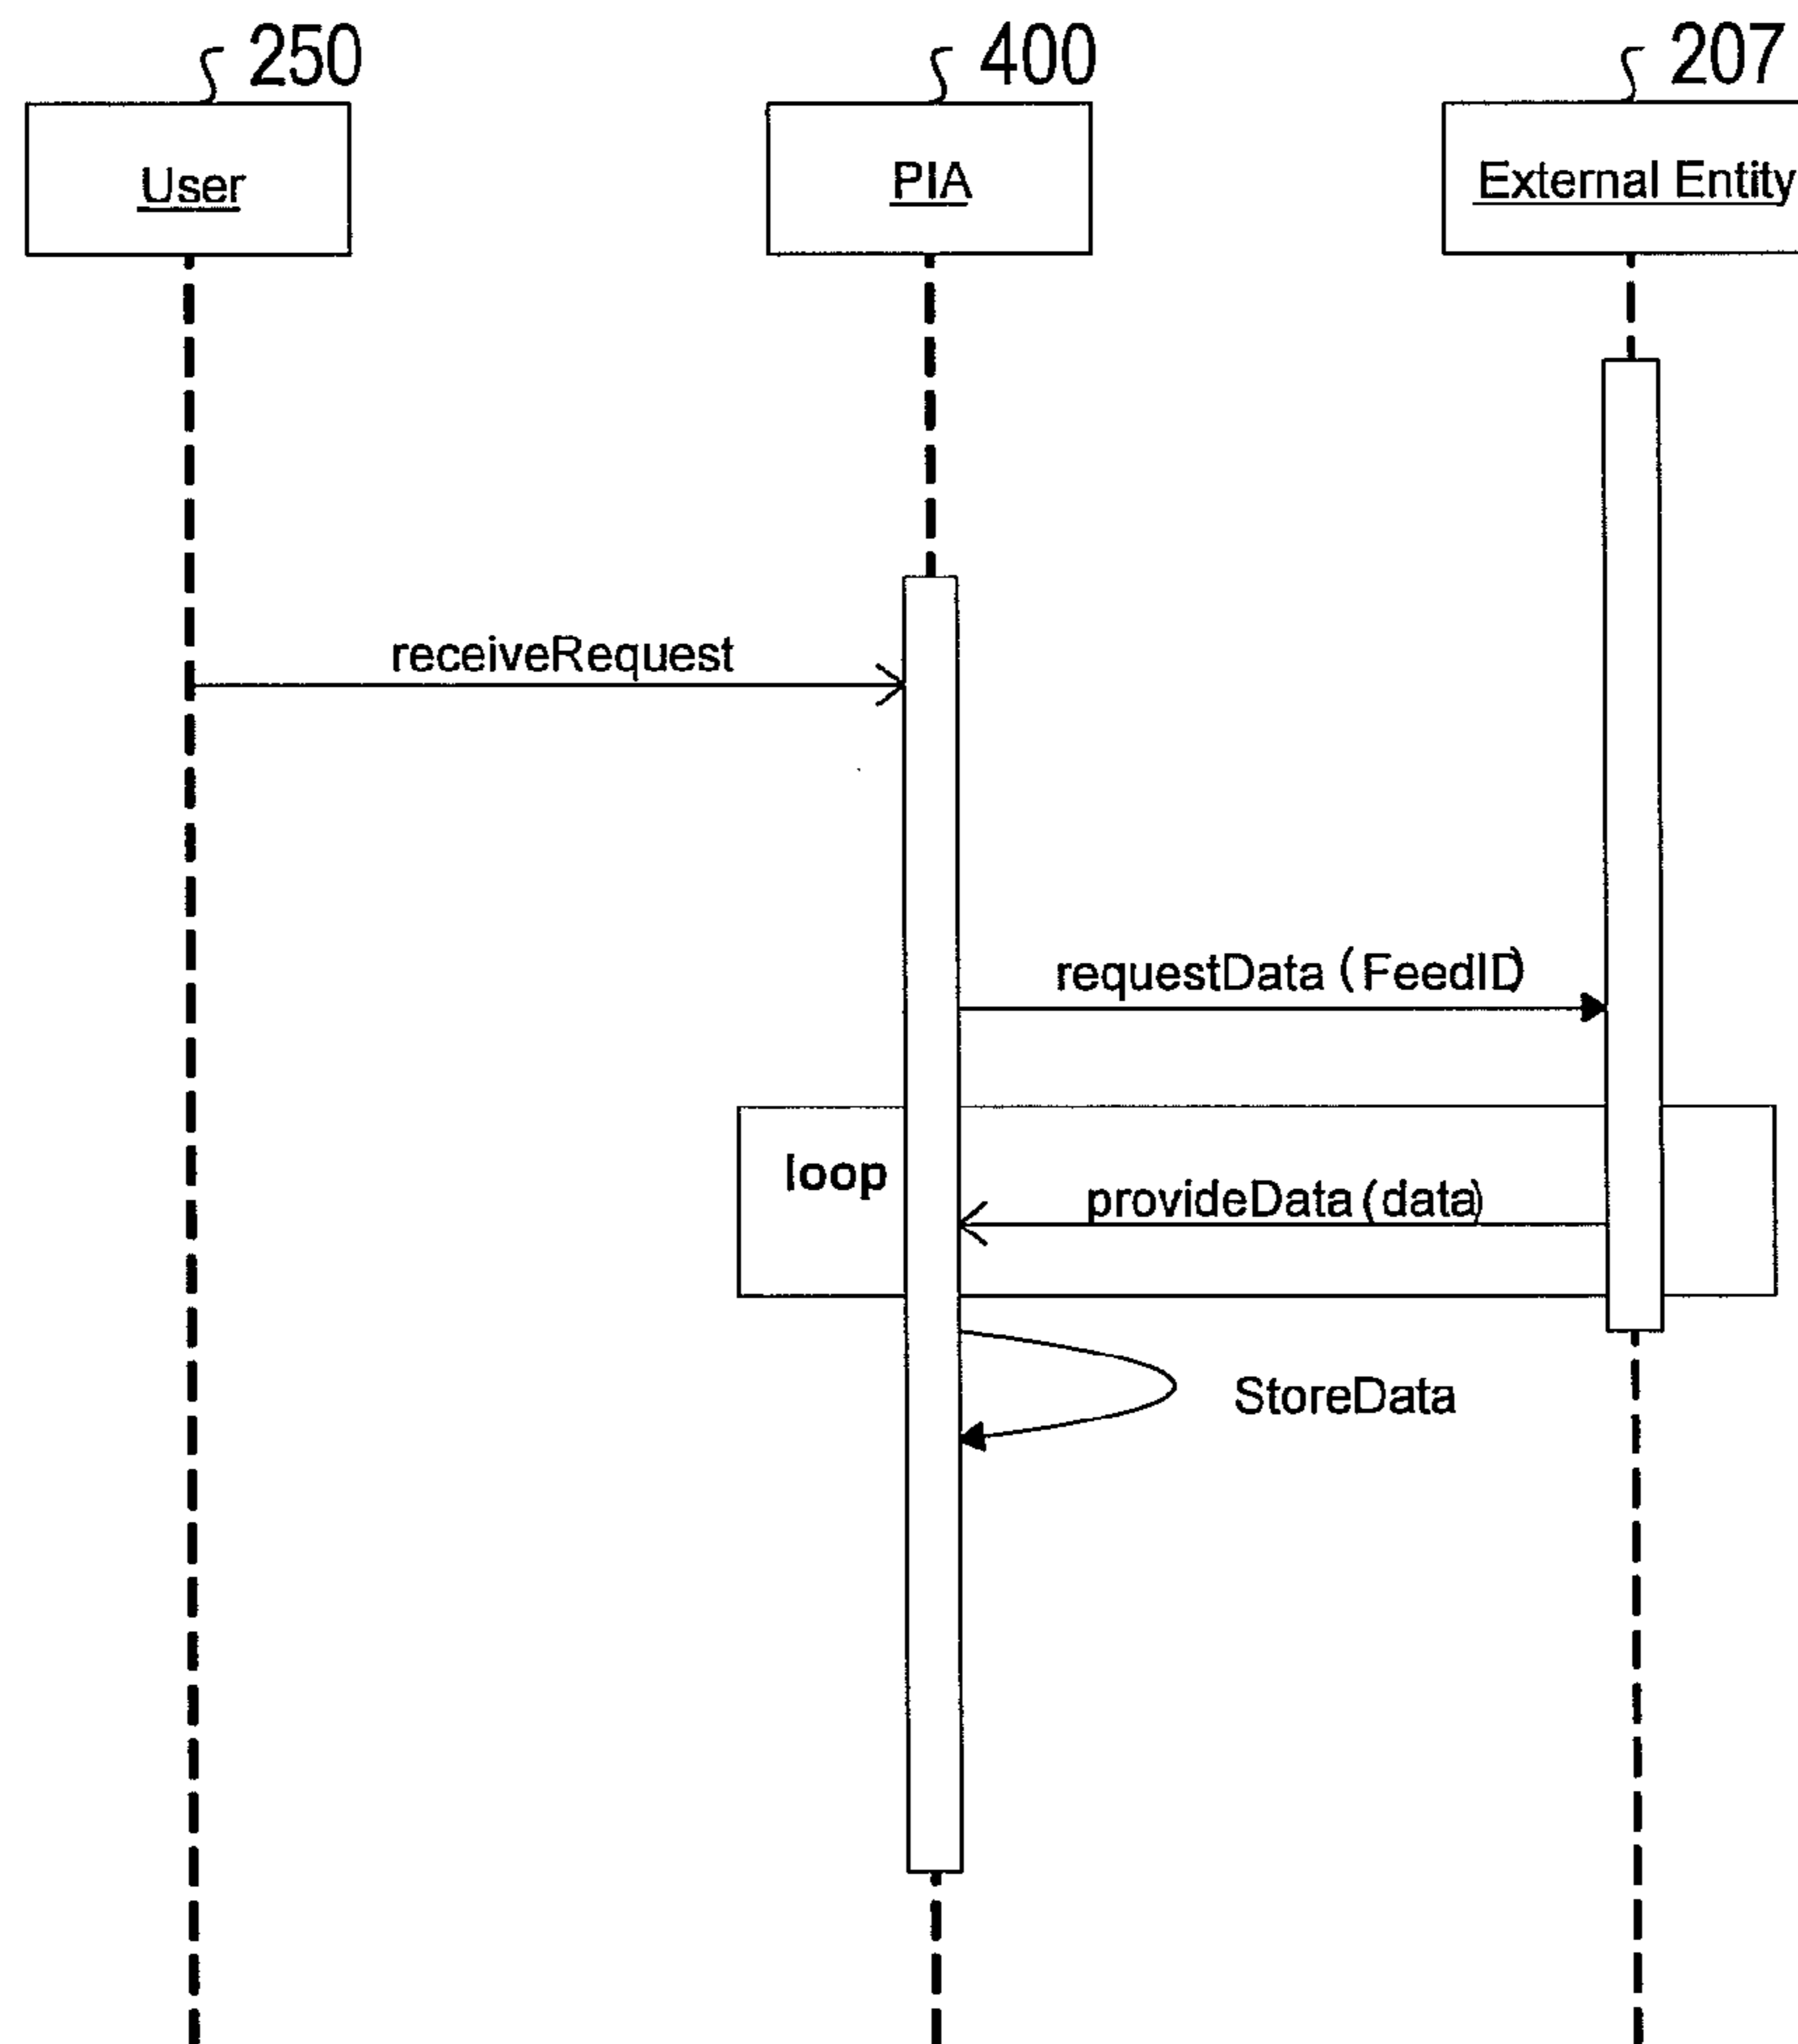 250
400
207
User
PIA
External Entity
receiveRequest
requestData (FeedID)
loop
provideData (data)
StoreData